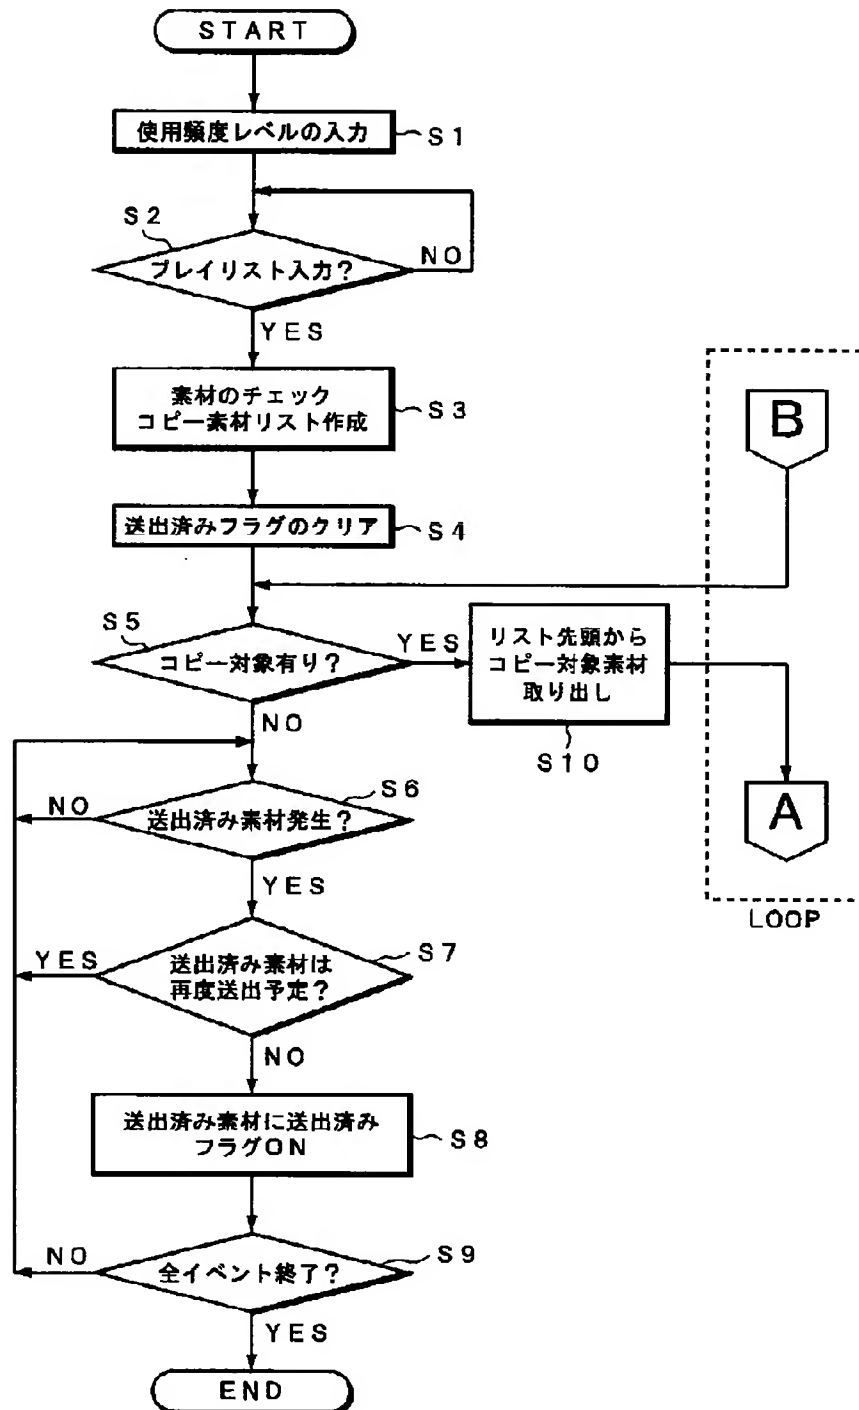 START
使用頻度レベルの入力
S1
S2
プレイリスト入力?
NO
YES
素材のチェック
コピー素材リスト作成
S3
B
送出済みフラグのクリア
S4
S5
コピー対象有り?
YES
NO
リスト先頭から
コピー対象素材
取り出し
S10
A
LOOP
S6
送出済み素材発生?
NO
YES
S7
送出済み素材は
再度送出予定?
YES
NO
送出済み素材に送出済み
フラグON
S8
S9
全イベント終了?
NO
YES
END